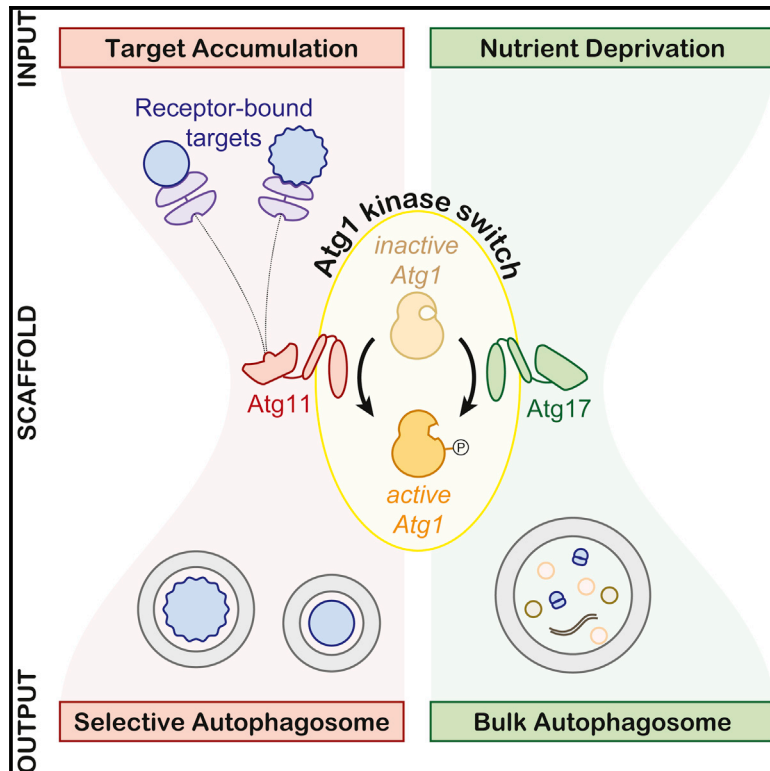 INPUT
Target Accumulation
Nutrient Deprivation
Receptor-bound
targets
Atg1 kinase switch
inactive
Atg1
SCAFFOLD
Atg11
Atg17
P
active
Atg1
OUTPUT
Selective Autophagosome
Bulk Autophagosome